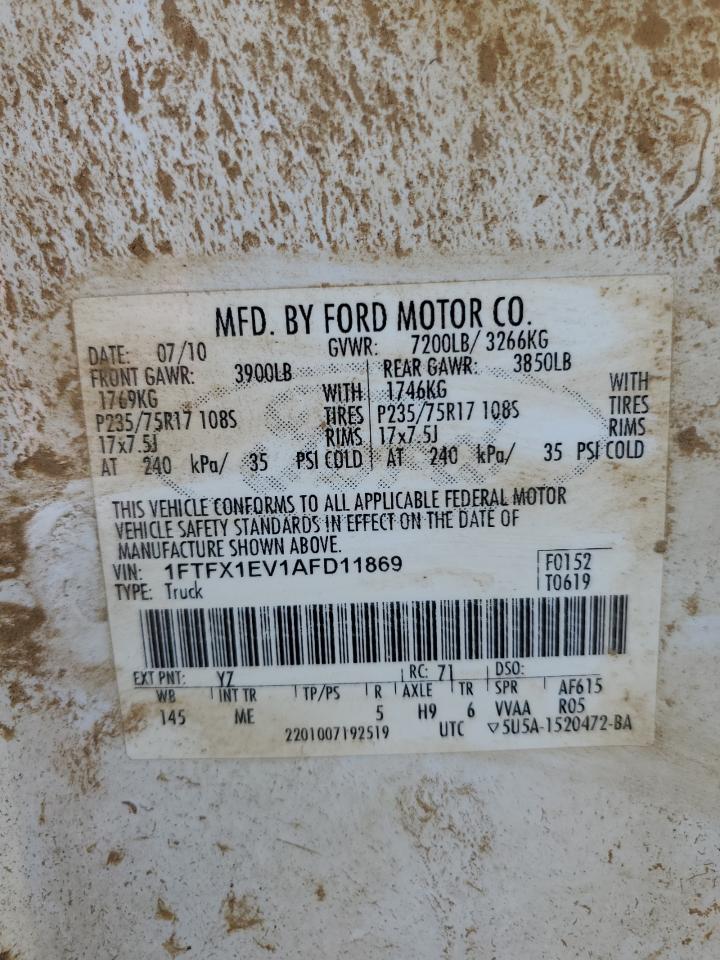 MFD. BY FORD MOTOR CO.
DATE: 07/10 GVWR: 7200LB/ 3266KG
FRONT GAWR: 3900LB REAR GAWR: 3850LB
1769KG WITH 1746KG WITH
P235/75R17 108S TIRES P235/75R17 108S TIRES
17x7.5J RIMS 17x7.5J RIMS
AT 240 kPa/ 35 PSI COLD AT 240 kPa/ 35 PSI COLD
THIS VEHICLE CONFORMS TO ALL APPLICABLE FEDERAL MOTOR
VEHICLE SAFETY STANDARDS IN EFFECT ON THE DATE OF
MANUFACTURE SHOWN ABOVE.
VIN: 1FTFX1EV1AFD11869 F0152
TYPE: Truck T0619
EXT PNT: YZ RC: 71 DSO:
WB INT TR TP/PS R AXLE TR SPR AF615
145 ME 5 H9 6 VVAA R05
2201007192519 UTC ▽5U5A-1520472-BA